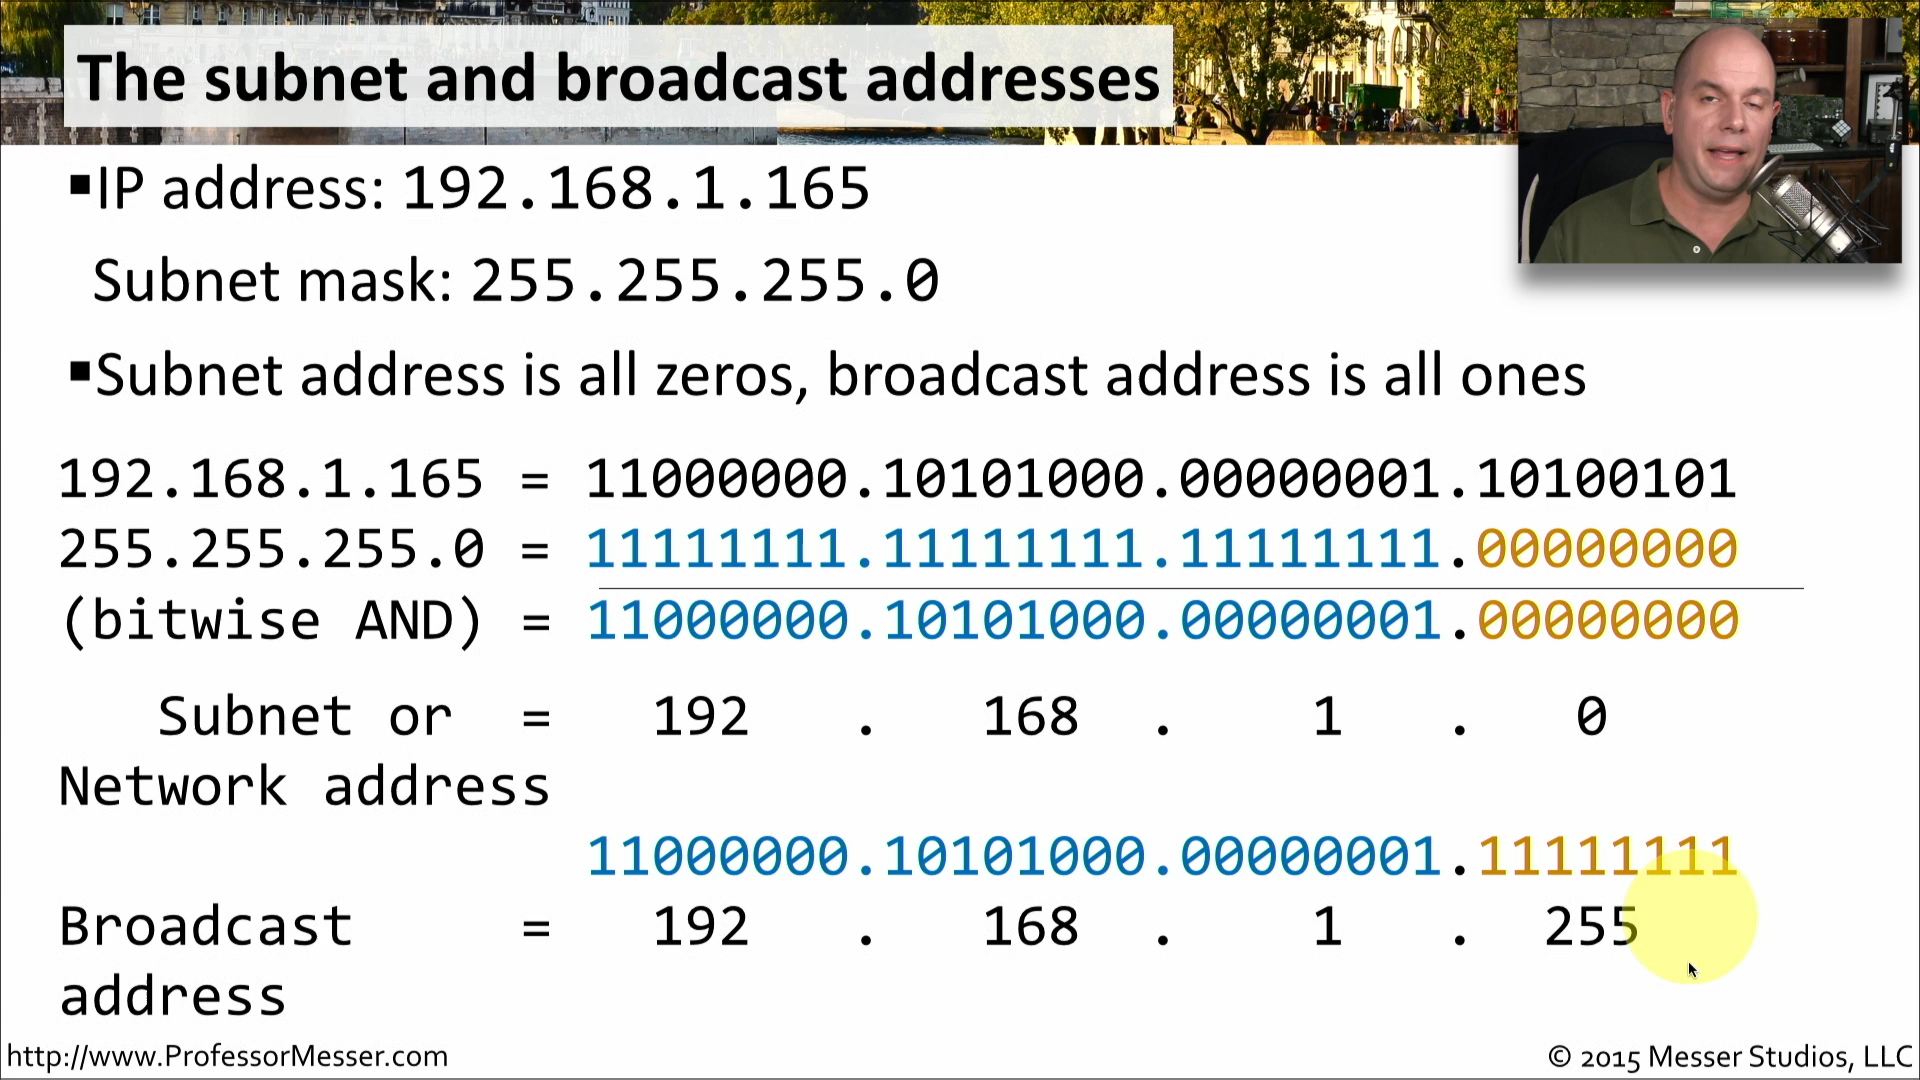 The subnet and broadcast addresses
▪IP address: 192.168.1.165
Subnet mask: 255.255.255.0
▪Subnet address is all zeros, broadcast address is all ones
192.168.1.165 = 11000000.10101000.00000001.10100101
255.255.255.0 = 11111111.11111111.11111111.00000000
(bitwise AND) = 11000000.10101000.00000001.00000000
Subnet or = 192 . 168 . 1 . 0
Network address
11000000.10101000.00000001.11111111
Broadcast = 192 . 168 . 1 . 255
address
http://www.ProfessorMesser.com
© 2015 Messer Studios, LLC